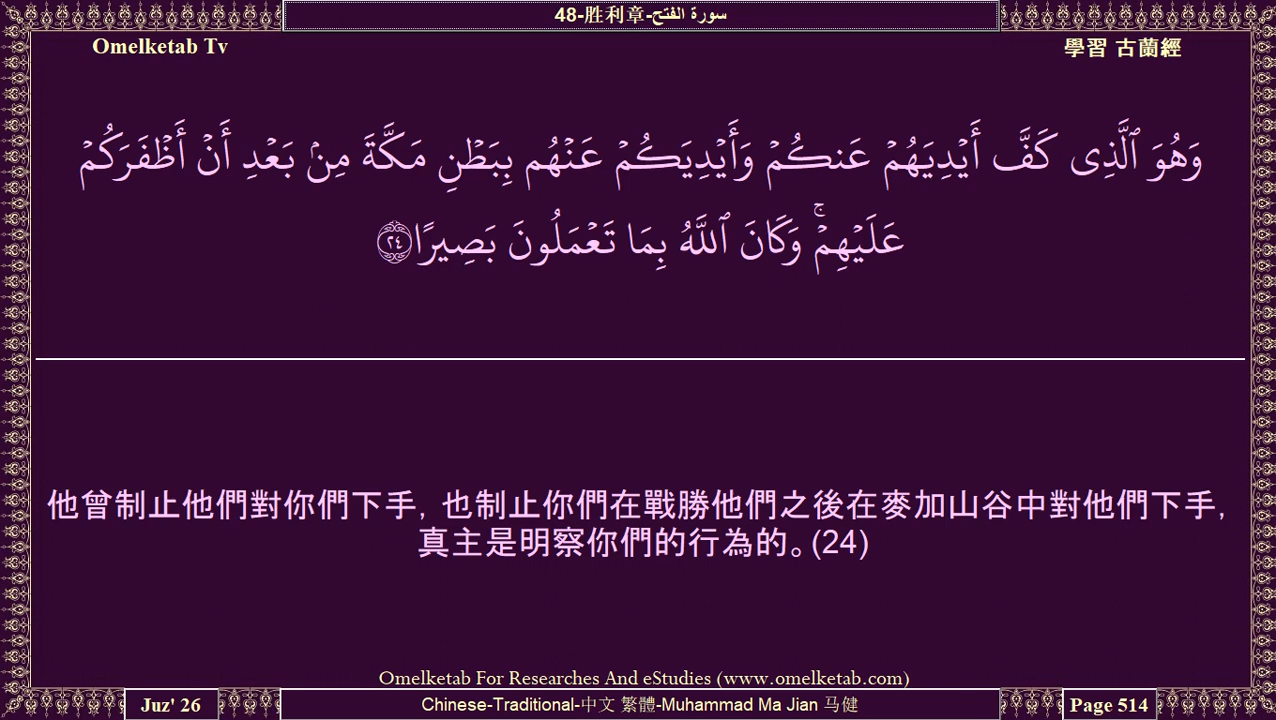 48-胜利章-سورة الفتح
Omelketab Tv
學習 古蘭經
وَهُوَ ٱلَّذِى كَفَّ أَيۡدِيَهُمۡ عَنكُمۡ وَأَيۡدِيَكُمۡ عَنۡهُم بِبَطۡنِ مَكَّةَ مِنۢ بَعۡدِ أَنۡ أَظۡفَرَكُمۡ
عَلَيۡهِمۡۚ وَكَانَ ٱللَّهُ بِمَا تَعۡمَلُونَ بَصِيرًا ٢٤
他曾制止他們對你們下手, 也制止你們在戰勝他們之後在麥加山谷中對他們下手,
真主是明察你們的行為的。(24)
Omelketab For Researches And eStudies (www.omelketab.com)
Juz' 26
Chinese-Traditional-中文 繁體-Muhammad Ma Jian 马健
Page 514